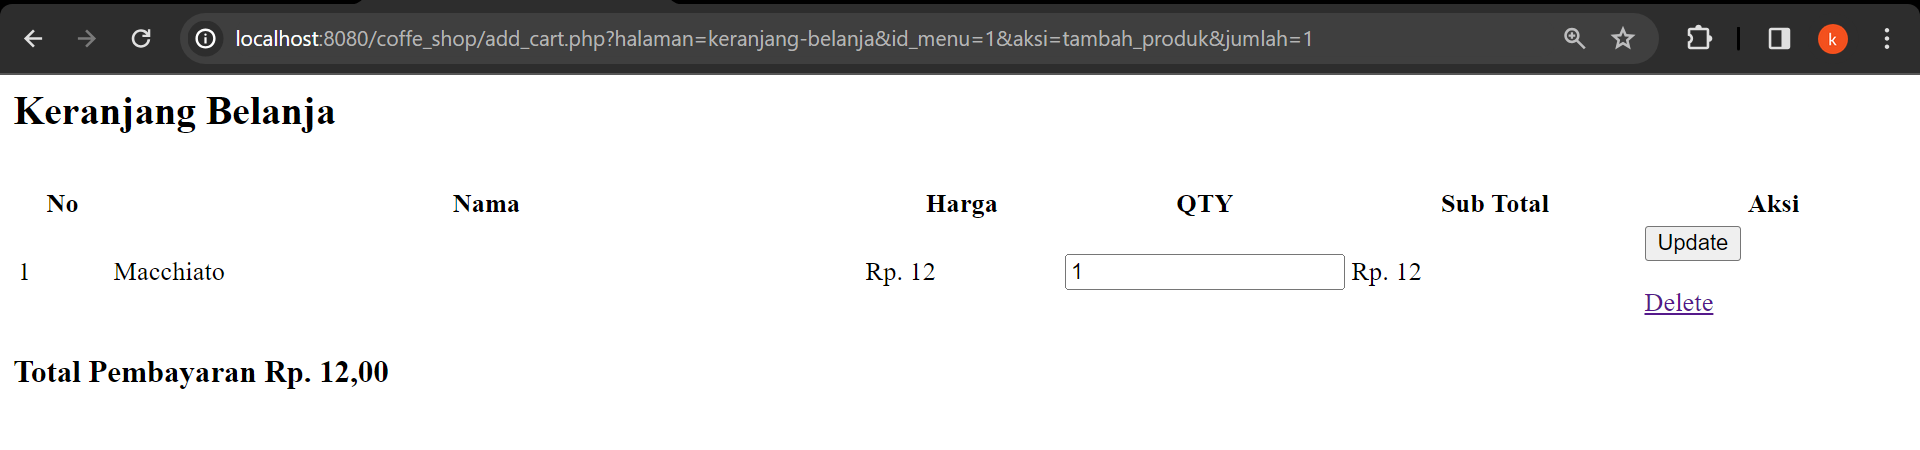 localhost:8080/coffe_shop/add_cart.php?halaman=keranjang-belanja&id_menu=1&aksi=tambah_produk&jumlah=1
k
Keranjang Belanja
No Nama Harga QTY Sub Total Aksi
1 Macchiato Rp. 12 1 Rp. 12 Update
Delete
Total Pembayaran Rp. 12,00